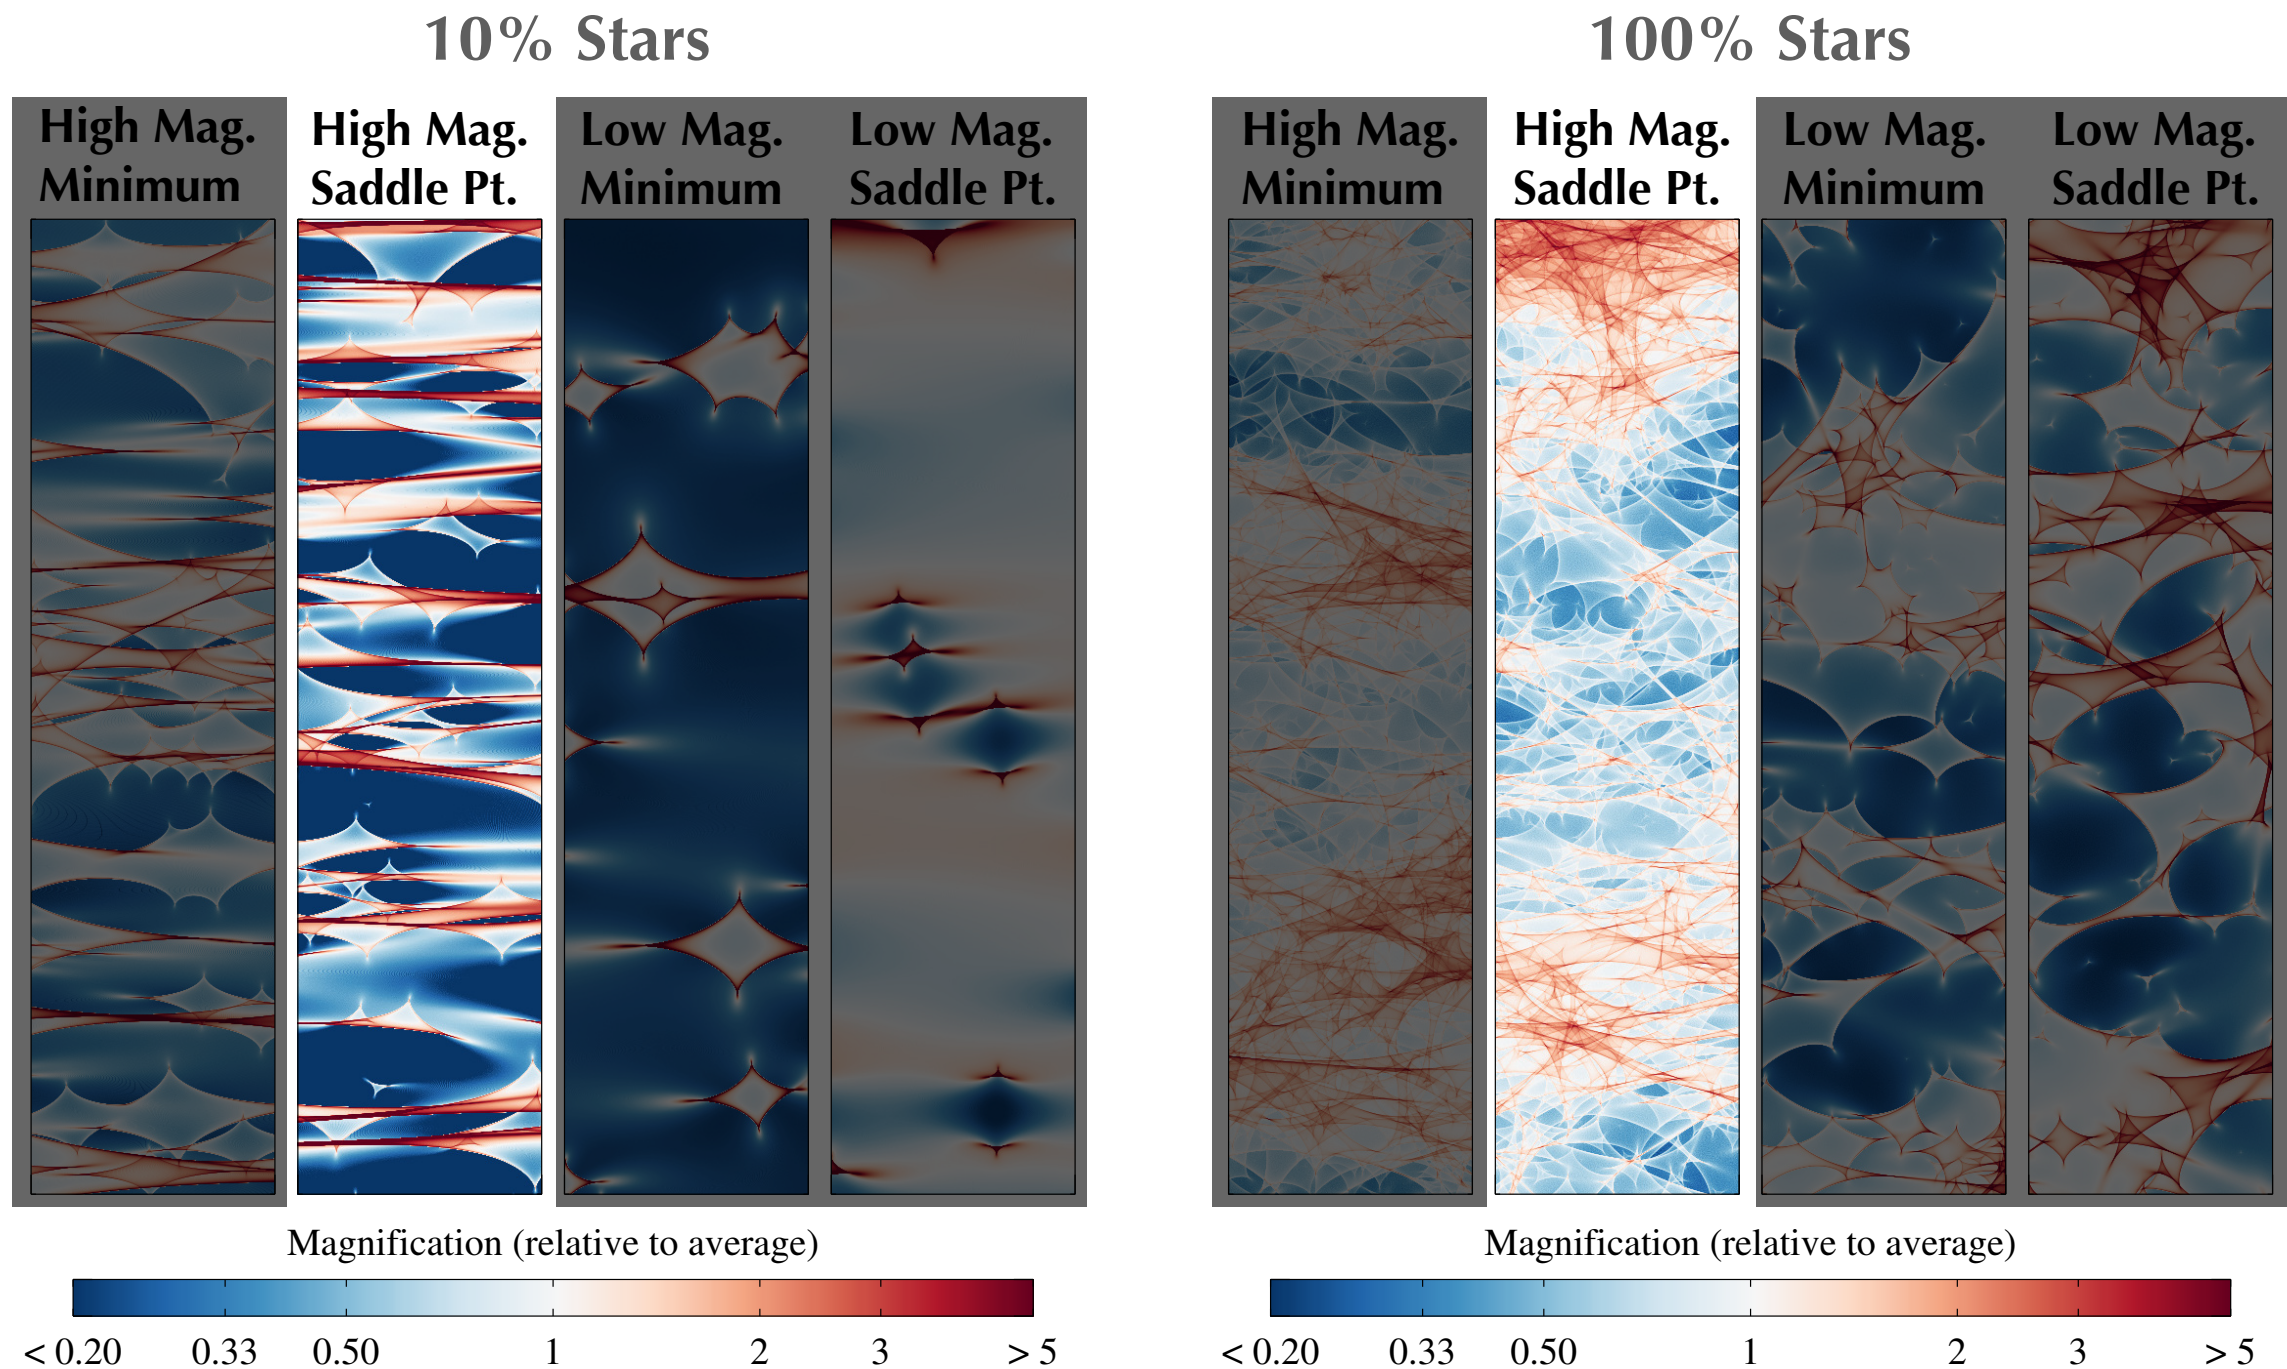 10% Stars
High Mag.
Minimum
High Mag.
Saddle Pt.
Low Mag.
Minimum
Low Mag.
Saddle Pt.
Magnification (relative to average)
< 0.20 0.33 0.50 1 2 3 > 5
100% Stars
High Mag.
Minimum
High Mag.
Saddle Pt.
Low Mag.
Minimum
Low Mag.
Saddle Pt.
Magnification (relative to average)
< 0.20 0.33 0.50 1 2 3 > 5